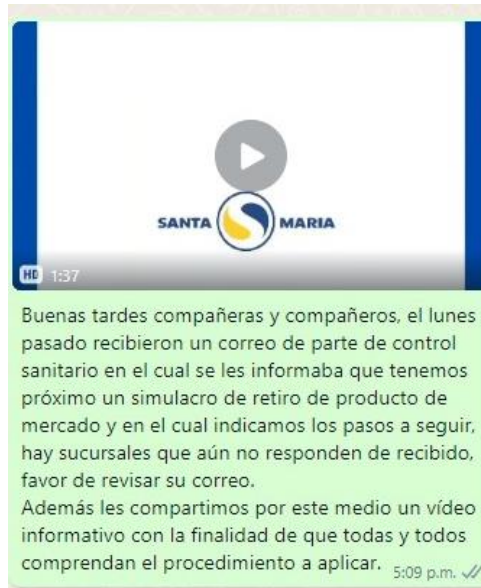 SANTA MARIA
HD 1:37
Buenas tardes compañeras y compañeros, el lunes
pasado recibieron un correo de parte de control
sanitario en el cual se les informaba que tenemos
próximo un simulacro de retiro de producto de
mercado y en el cual indicamos los pasos a seguir,
hay sucursales que aún no responden de recibido,
favor de revisar su correo.
Además les compartimos por este medio un vídeo
informativo con la finalidad de que todas y todos
comprendan el procedimiento a aplicar.
5:09 p.m.